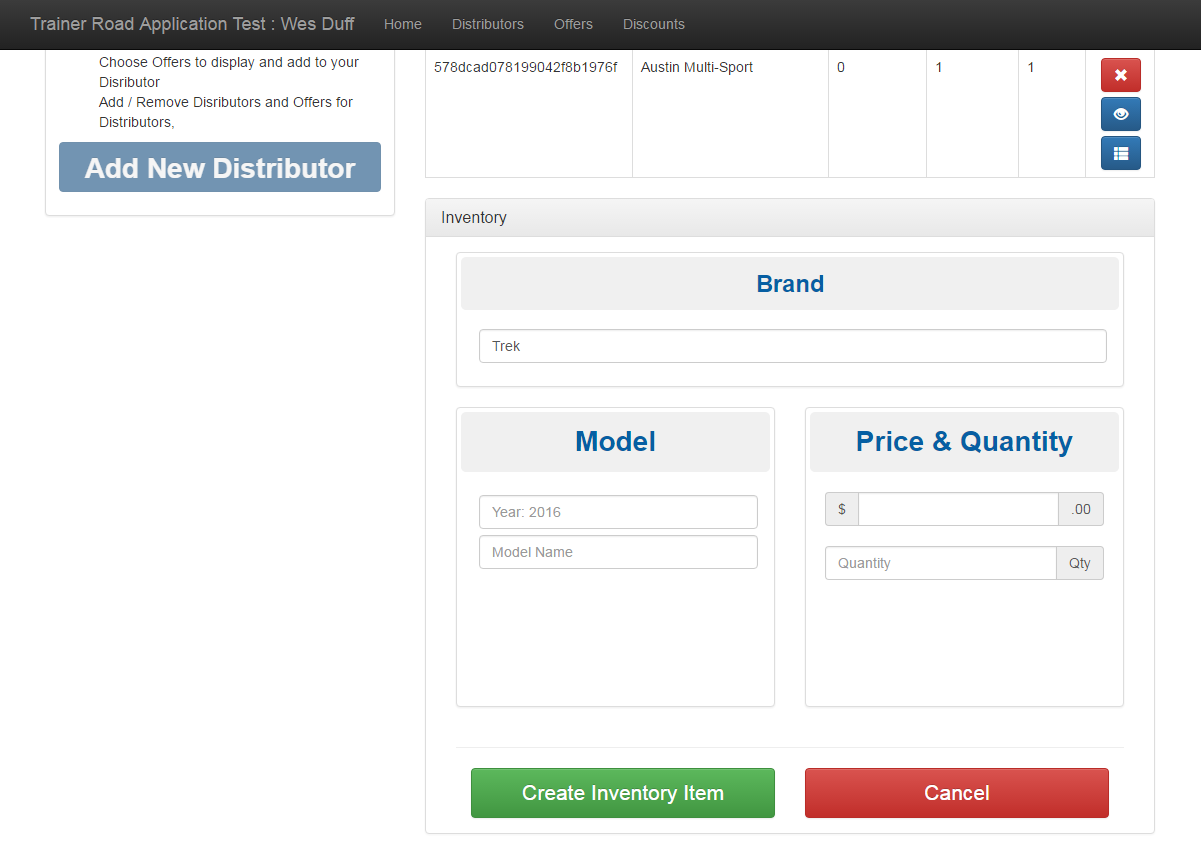 Trainer Road Application Test : Wes Duff Home Distributors Offers Discounts
Choose Offers to display and add to your
Disributor
Add / Remove Disributors and Offers for
Distributors,
Add New Distributor
578dcad078199042f8b1976f Austin Multi-Sport 0 1 1
Inventory
Brand
Trek
Model
Year: 2016
Model Name
Price & Quantity
$ .00
Quantity Qty
Create Inventory Item
Cancel